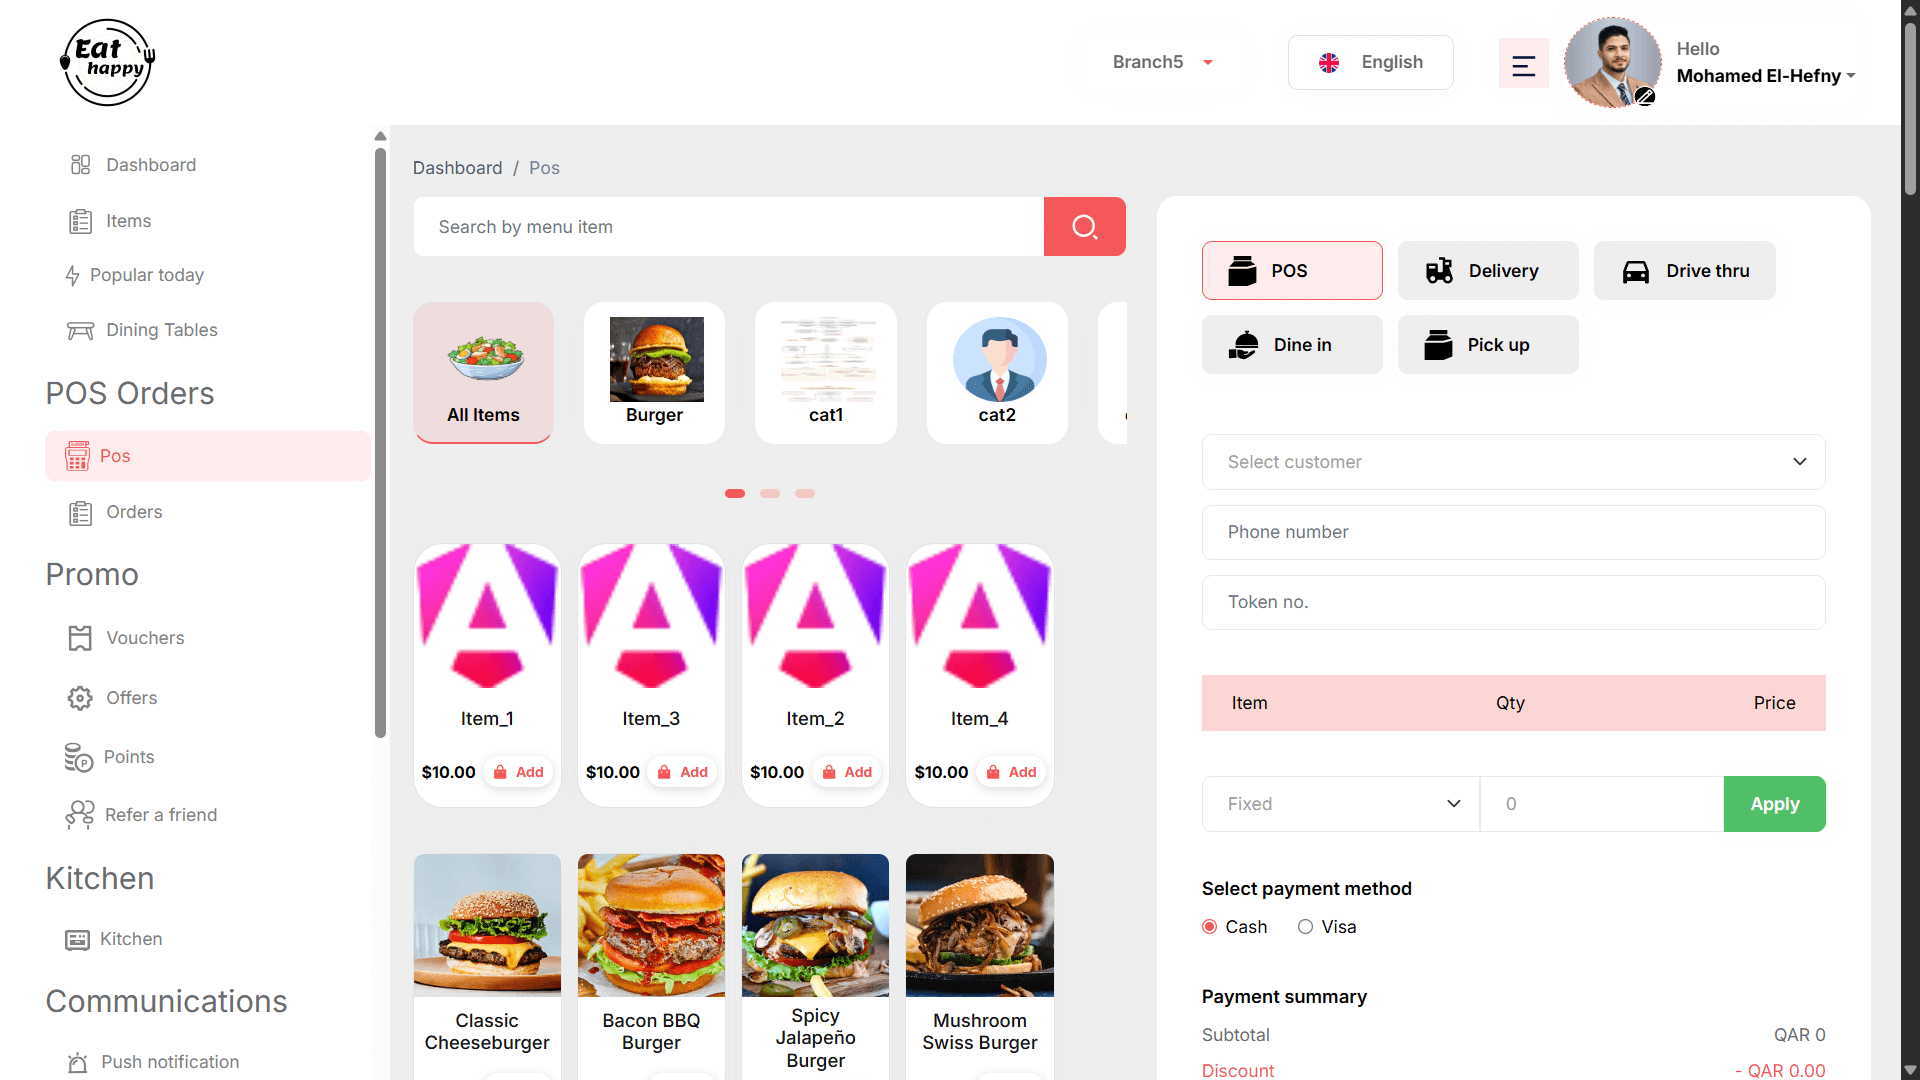 Eat
happy
Branch5
English
Hello
Mohamed El-Hefny
Dashboard
Items
Popular today
Dining Tables
POS Orders
Pos
Orders
Promo
Vouchers
Offers
Points
Refer a friend
Kitchen
Kitchen
Communications
Push notification
Dashboard / Pos
Search by menu item
All Items
Burger
cat1
cat2
Item_1
$10.00 Add
Item_3
$10.00 Add
Item_2
$10.00 Add
Item_4
$10.00 Add
Classic
Cheeseburger
Bacon BBQ
Burger
Spicy
Jalapeño
Burger
Mushroom
Swiss Burger
POS
Delivery
Drive thru
Dine in
Pick up
Select customer
Phone number
Token no.
Item Qty Price
Fixed 0 Apply
Select payment method
Cash Visa
Payment summary
Subtotal QAR 0
Discount - QAR 0.00